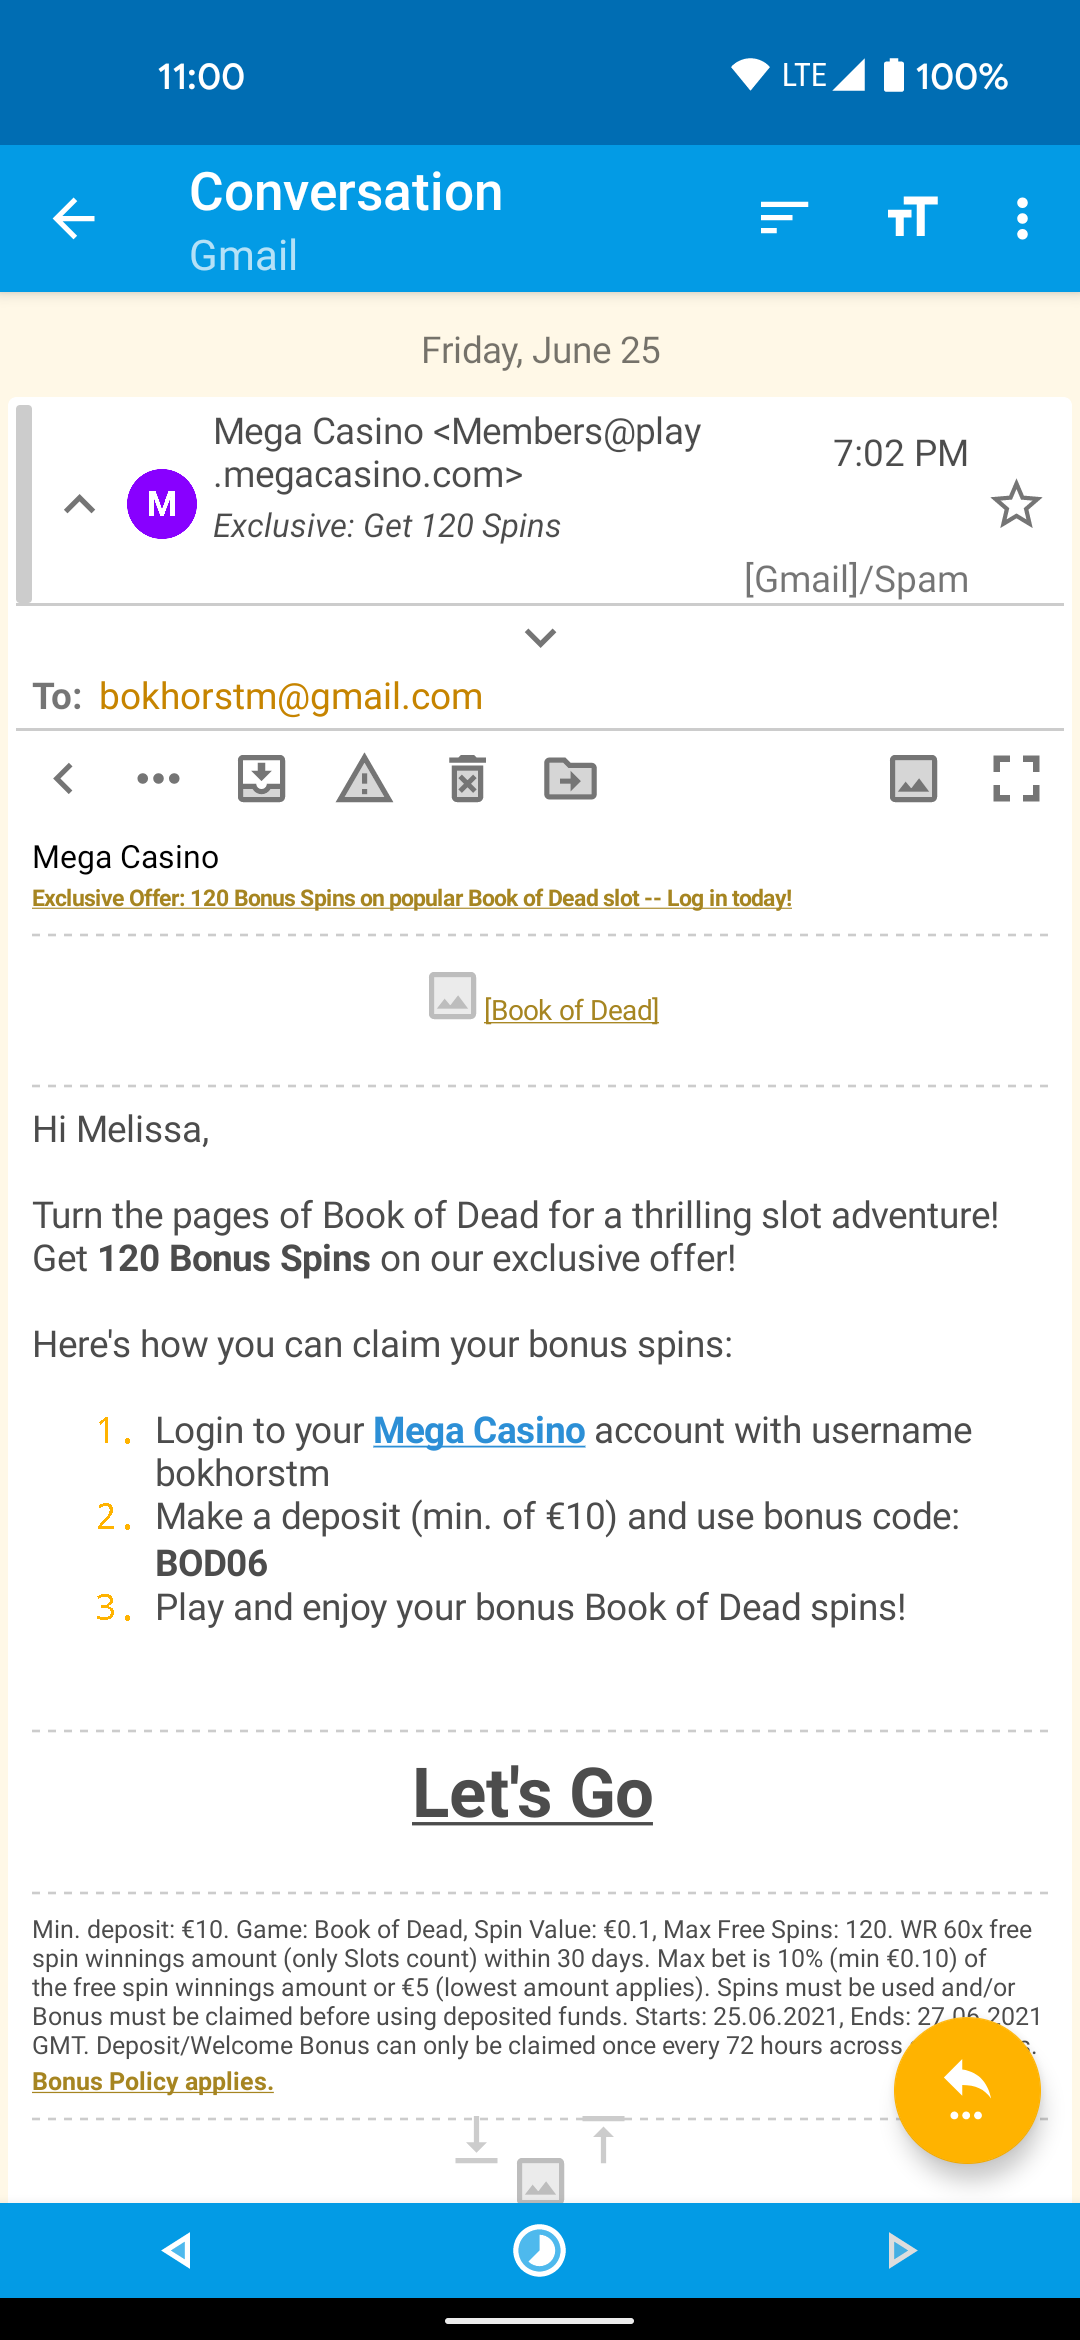 11:00
LTE
100%
Conversation
Gmail
Friday, June 25
Mega Casino <Members@play
.megacasino.com>
7:02 PM
M
Exclusive: Get 120 Spins
[Gmail]/Spam
To: bokhorstm@gmail.com
Mega Casino
Exclusive Offer: 120 Bonus Spins on popular Book of Dead slot -- Log in today!
[Book of Dead]
Hi Melissa,
Turn the pages of Book of Dead for a thrilling slot adventure!
Get 120 Bonus Spins on our exclusive offer!
Here's how you can claim your bonus spins:
1. Login to your Mega Casino account with username
bokhorstm
2. Make a deposit (min. of €10) and use bonus code:
BOD06
3. Play and enjoy your bonus Book of Dead spins!
Let's Go
Min. deposit: €10. Game: Book of Dead, Spin Value: €0.1, Max Free Spins: 120. WR 60x free
spin winnings amount (only Slots count) within 30 days. Max bet is 10% (min €0.10) of
the free spin winnings amount or €5 (lowest amount applies). Spins must be used and/or
Bonus must be claimed before using deposited funds. Starts: 25.06.2021, Ends: 27.06.2021
GMT. Deposit/Welcome Bonus can only be claimed once every 72 hours across
Bonus Policy applies.